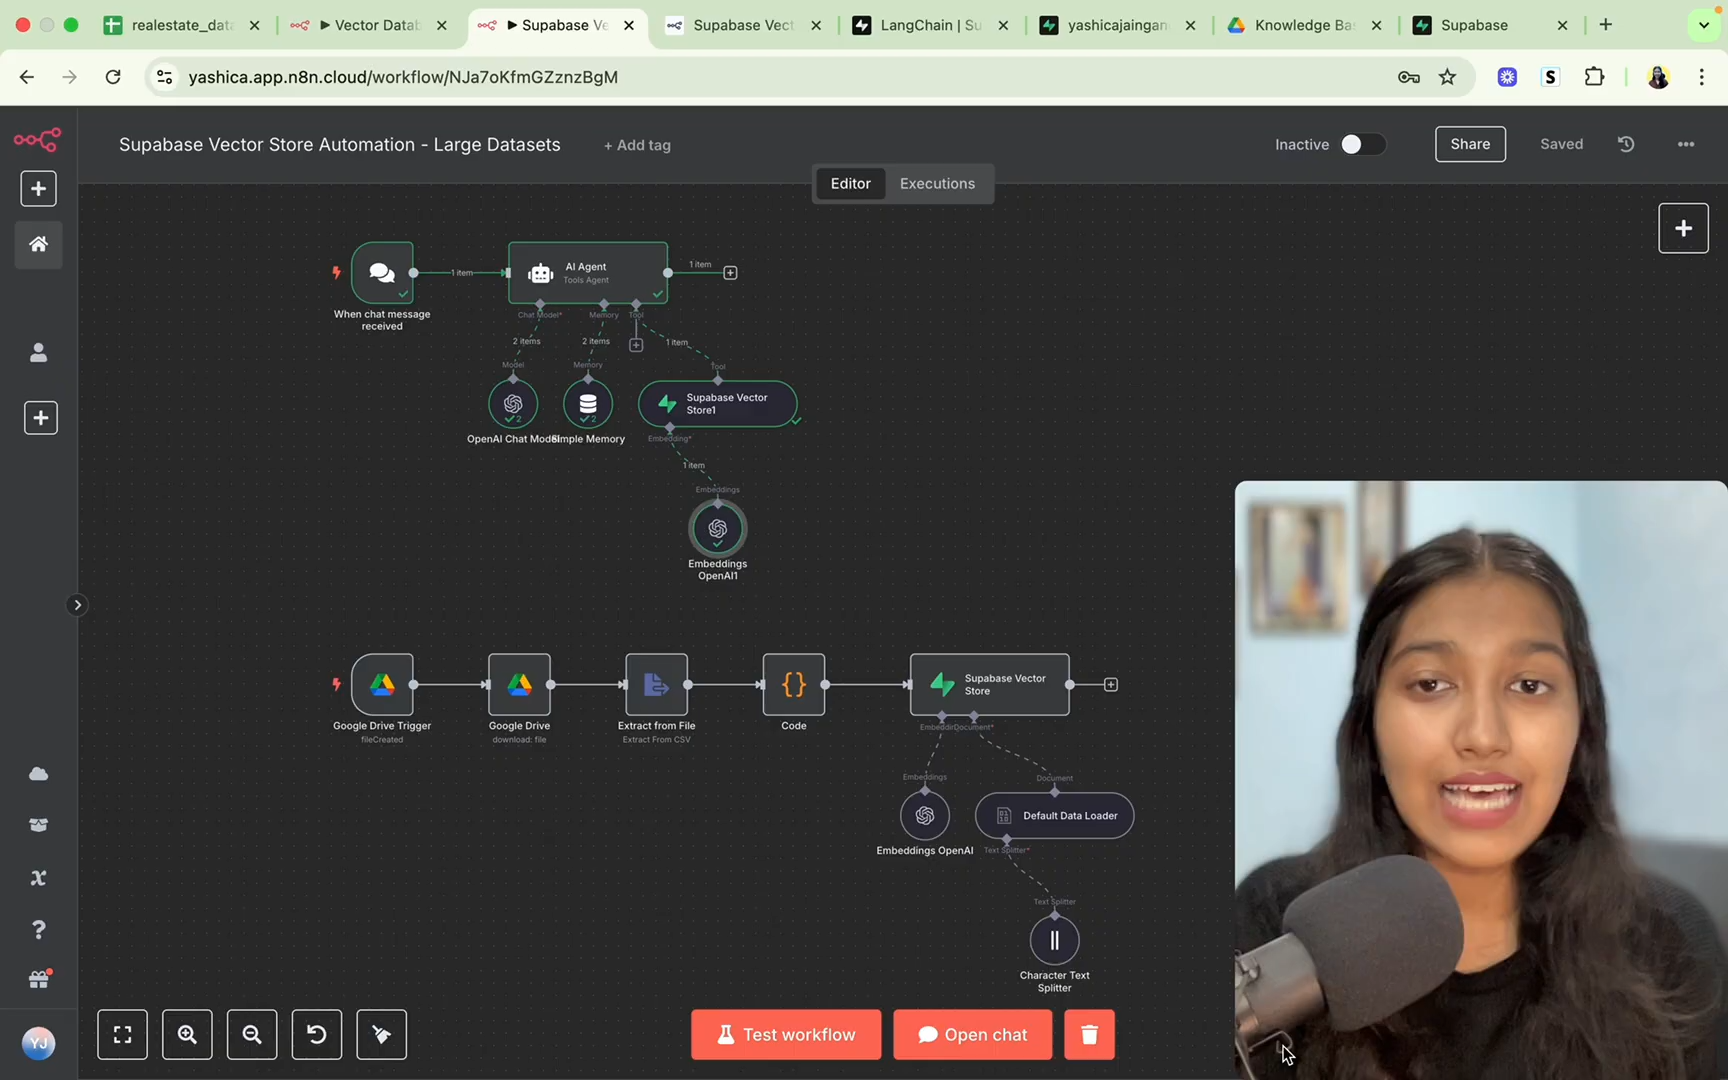 realestate_data
Vector Datab
Supabase Ve
Supabase Vect
LangChain | Su
yashicajaingan
Knowledge Bas
Supabase
yashica.app.n8n.cloud/workflow/NJa7oKfmGZznzBgM
S
Supabase Vector Store Automation - Large Datasets
+ Add tag
Inactive
Share
Saved
Editor
Executions
1 item
AI Agent
Tools Agent
1 item
When chat message
received
Chat Model*
Memory
Tool
2 items
2 items
1 item
Model
Memory
Tool
2
2
Supabase Vector
Store1
OpenAI Chat Model
Simple Memory
Embedding*
1 item
Embeddings
Embeddings
OpenAI1
Google Drive Trigger
fileCreated
Google Drive
download: file
Extract from File
Extract From CSV
{}
Code
Supabase Vector
Store
Embedding
Document*
Embeddings
Document
Embeddings OpenAI
Default Data Loader
Text Splitter*
Text Splitter
Character Text
Splitter
YJ
Test workflow
Open chat